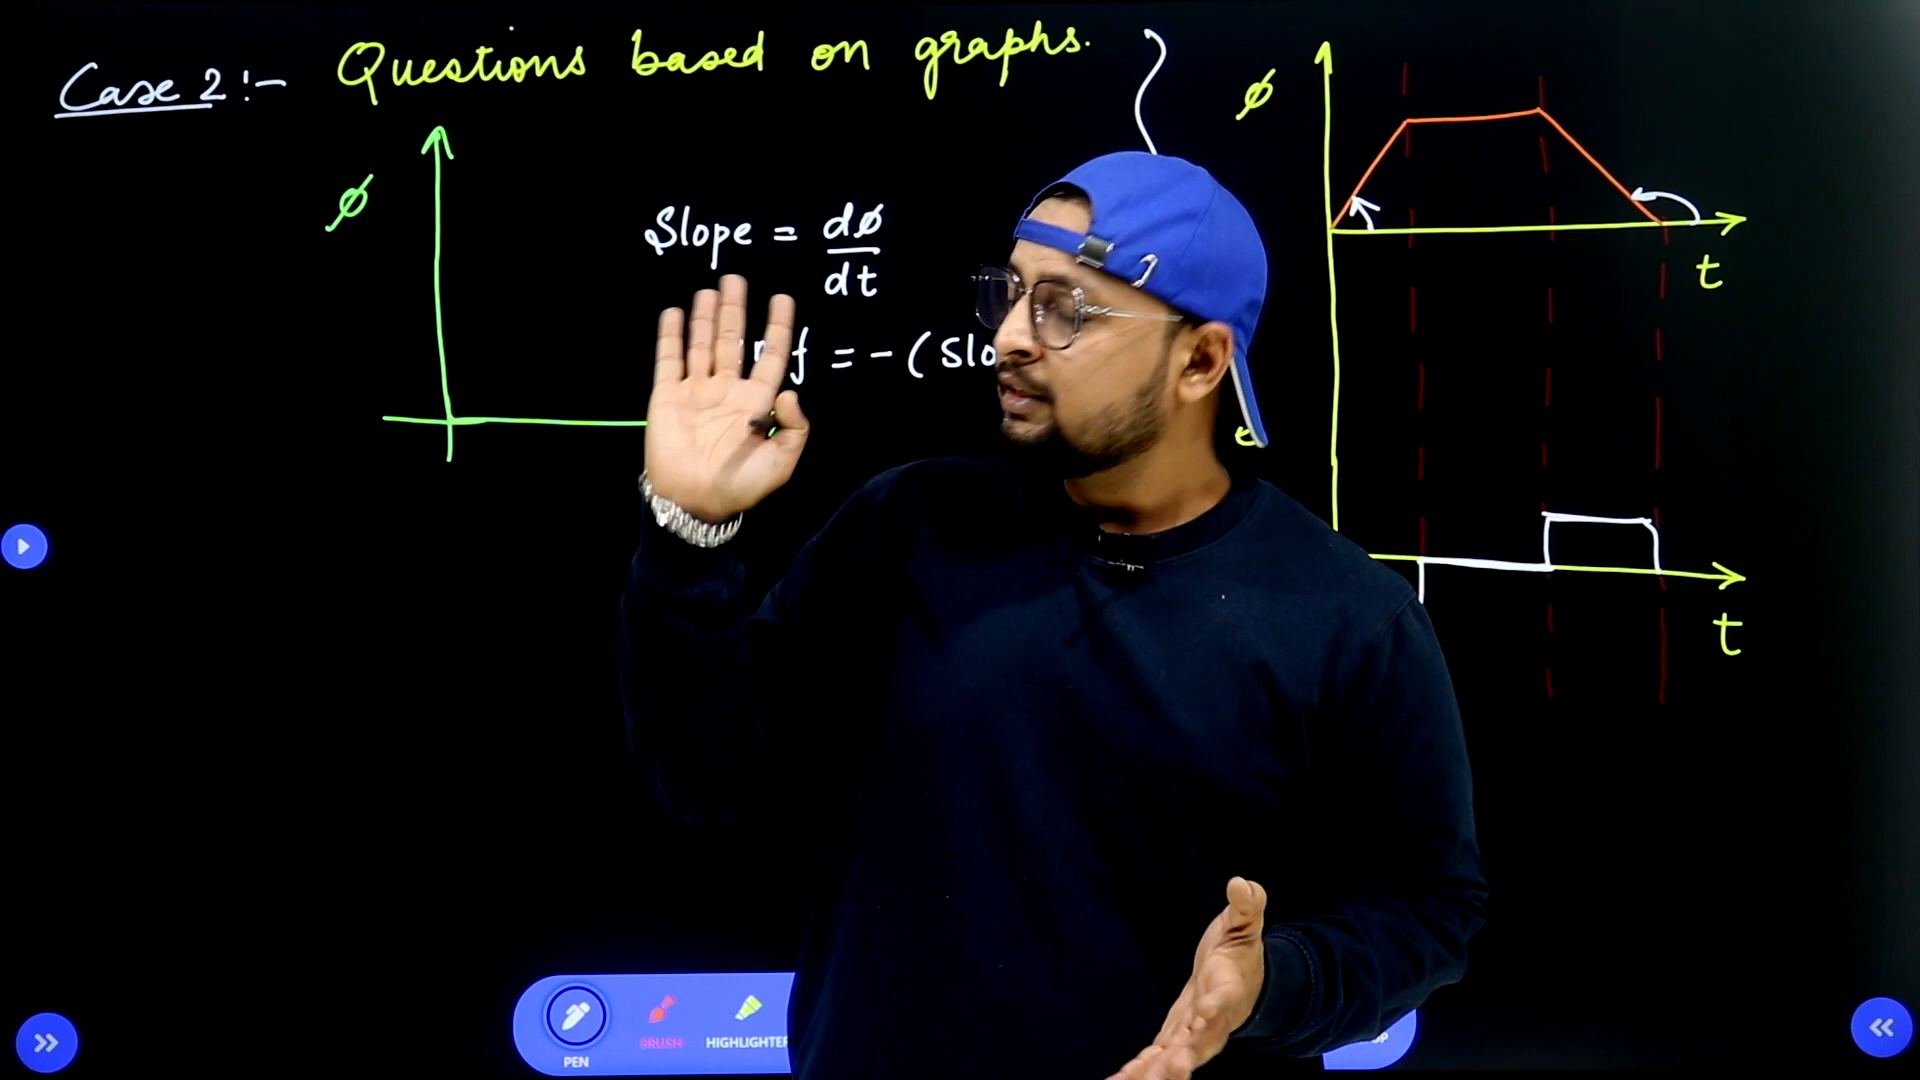 Case 2 :- Questions based on graphs.
ϕ
Slope = dϕ
dt
= - (Slo
ϕ
t
e
t
PEN
BRUSH
HIGHLIGHTER